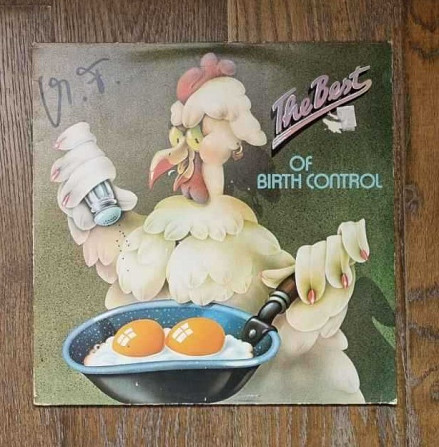 The Best
OF
BIRTH CONTROL